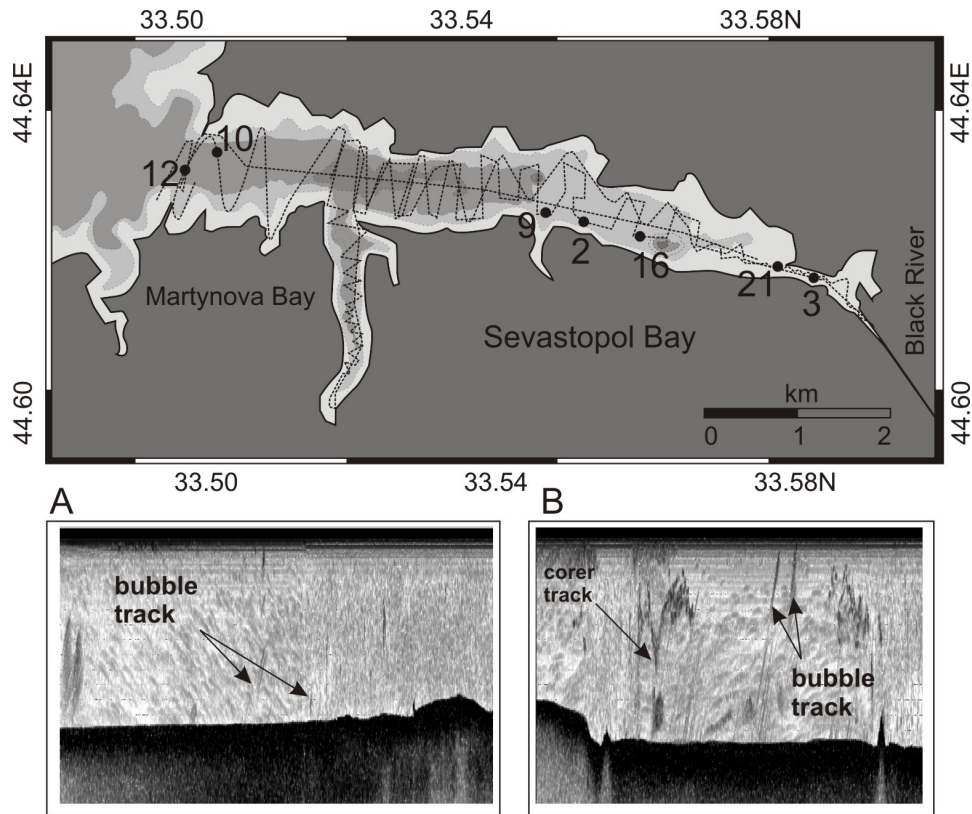 33.50 33.54 33.58N
44.64E 44.64E
10
12
9
2
16
21
3
Martynova Bay
Sevastopol Bay
Black River
km
0 1 2
44.60 44.60
33.50 33.54 33.58N
A
bubble
track
B
corer
track
bubble
track